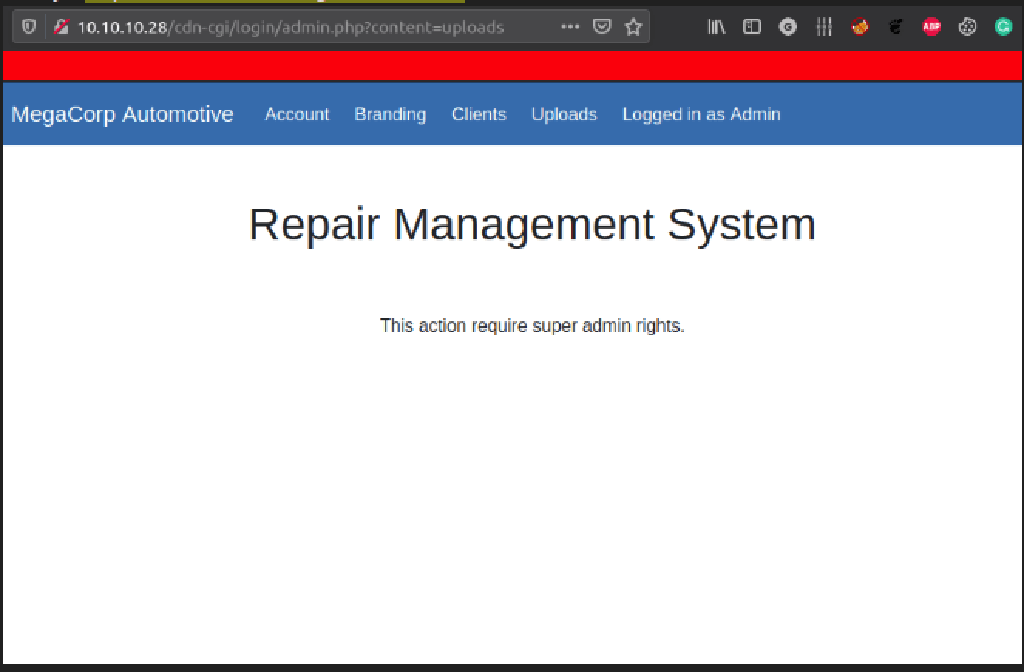 10.10.10.28/cdn-cgi/login/admin.php?content=uploads
ABP
MegaCorp Automotive Account Branding Clients Uploads Logged in as Admin
Repair Management System
This action require super admin rights.